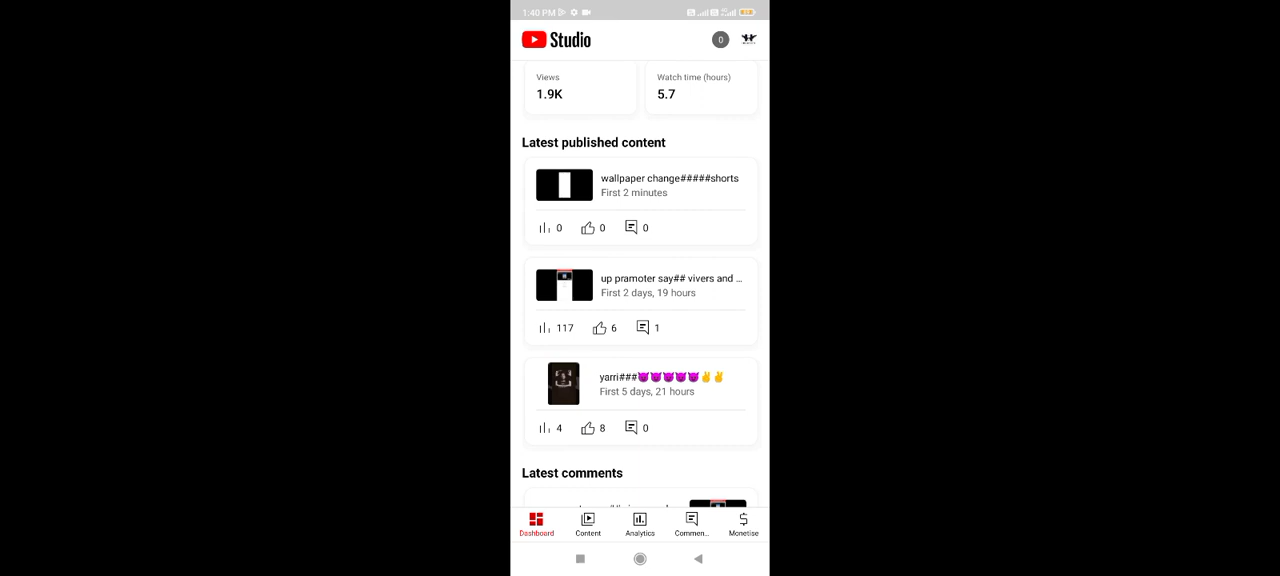 1:40 PM
Studio
0
Views
1.9K
Watch time (hours)
5.7
Latest published content
wallpaper change#####shorts
First 2 minutes
0 0 0
up pramoter say## vivers and ...
First 2 days, 19 hours
117 6 1
yarri###😈😈😈😈😈✌️✌️
First 5 days, 21 hours
4 8 0
Latest comments
Dashboard
Content
Analytics
Commen...
Monetise